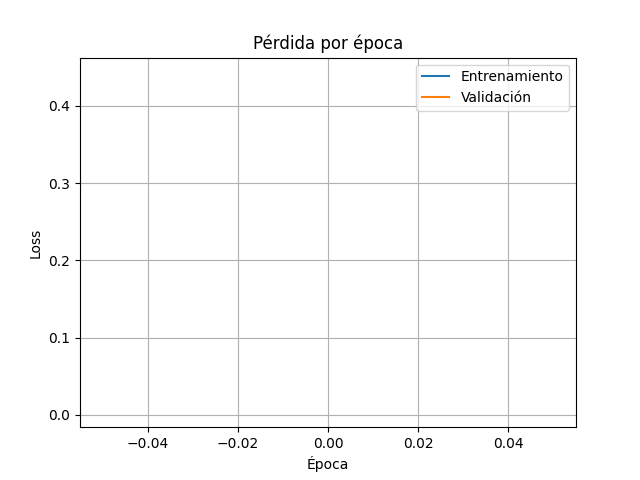 Pérdida por época
Entrenamiento
Validación
0.4
0.3
0.2
0.1
0.0
Loss
−0.04
−0.02
0.00
0.02
0.04
Época